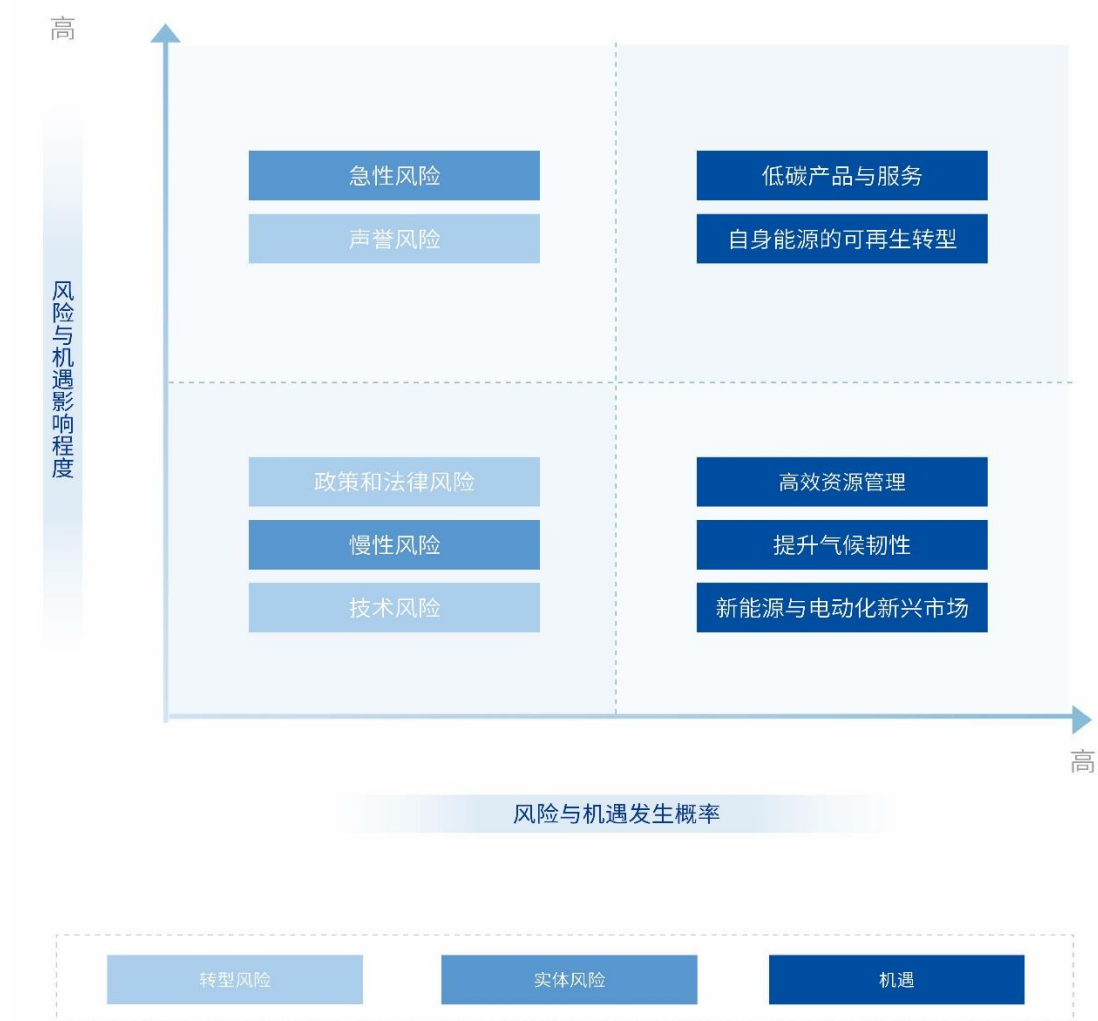 高
风险与机遇影响程度
急性风险
声誉风险
低碳产品与服务
自身能源的可再生转型
政策和法律风险
慢性风险
技术风险
高效资源管理
提升气候韧性
新能源与电动化新兴市场
高
风险与机遇发生概率
转型风险
实体风险
机遇